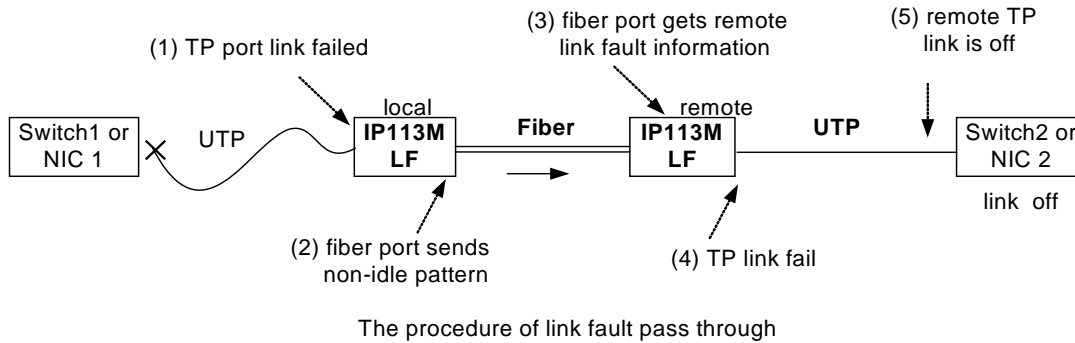 (1) TP port link failed
(3) fiber port gets remote
link fault information
(5) remote TP
link is off
local
remote
Switch1 or
NIC 1
UTP
IP113M
LF
Fiber
IP113M
LF
UTP
Switch2 or
NIC 2
link off
(2) fiber port sends
non-idle pattern
(4) TP link fail
The procedure of link fault pass through